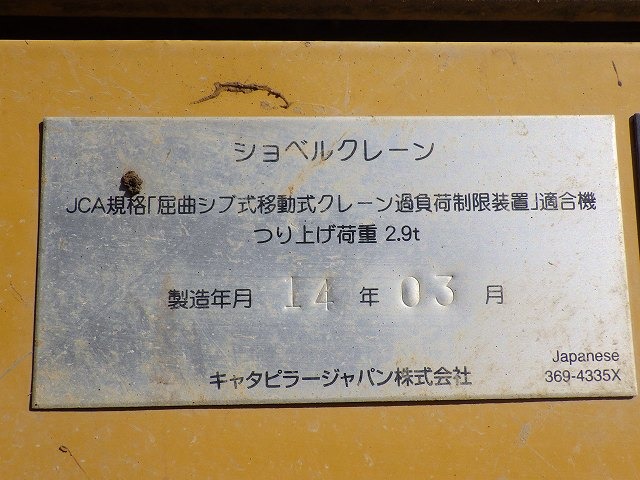 ショベルクレーン
JCA規格「屈曲ジブ式移動式クレーン過負荷制限装置」適合機
つり上げ荷重 2.9t
製造年月 14 年 03 月
キャタピラージャパン株式会社
Japanese
369-4335X